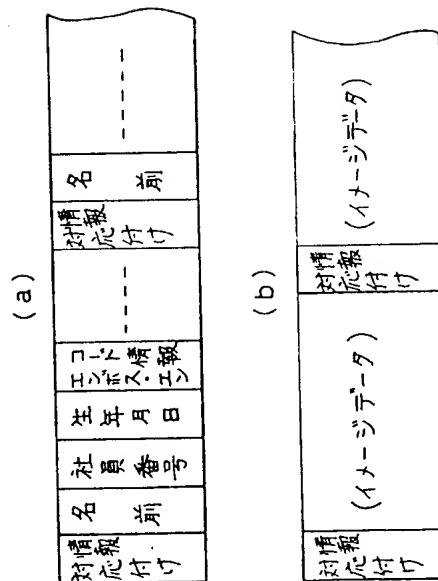 (a)
対応付け
情報
名前
社員番号
生年月日
エンボス・エン
コード情報
対応付け
情報
名前
(b)
対応付け
情報
(イメージデータ)
対応付け
情報
(イメージデータ)